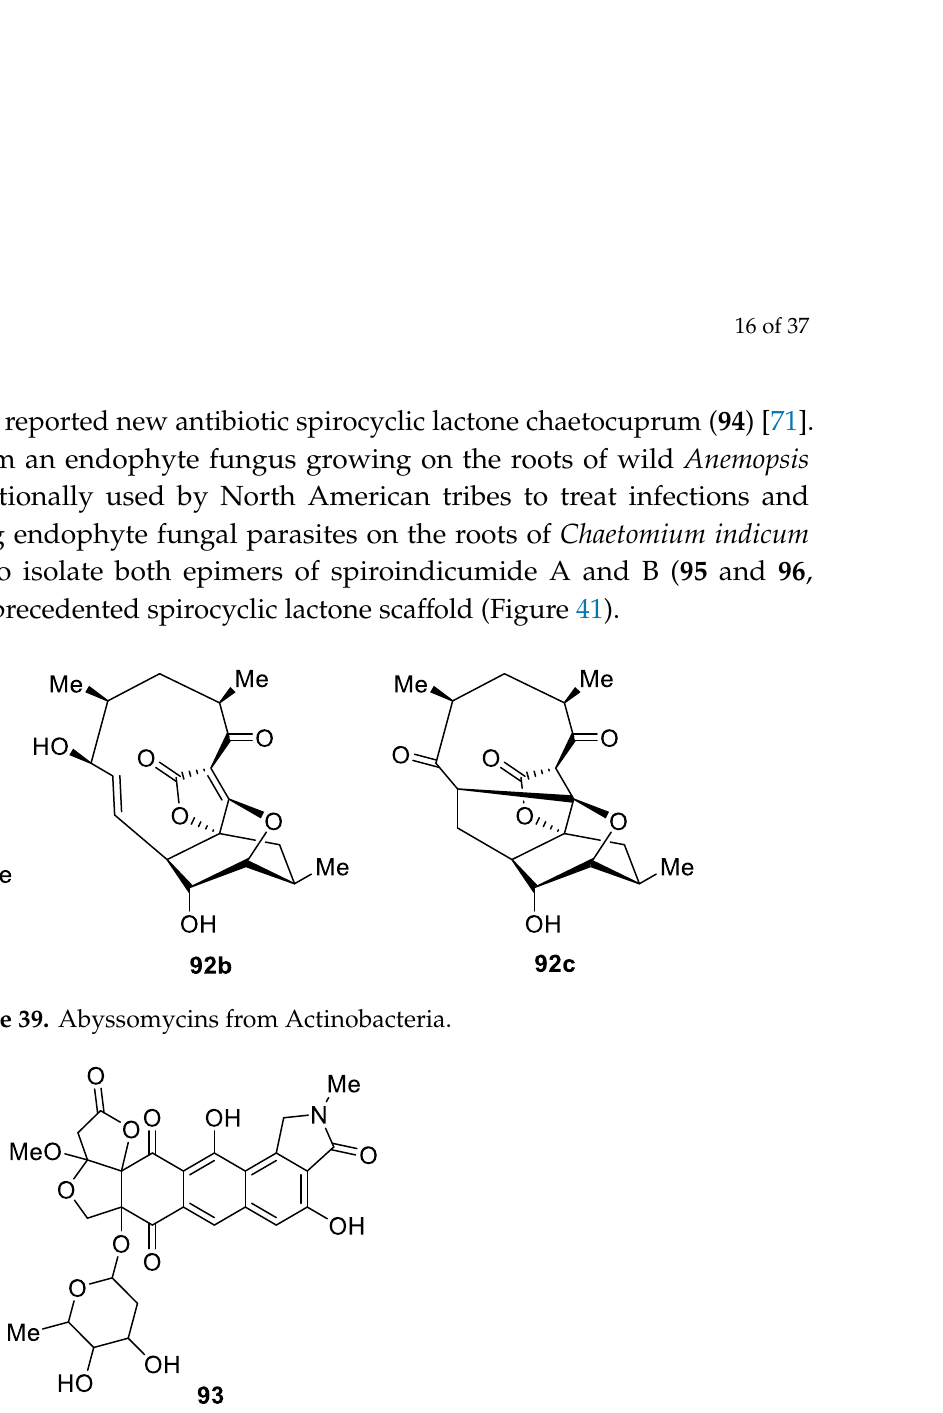 16 of 37
reported new antibiotic spirocyclic lactone chaetocuprum (94) [71].
an endophyte fungus growing on the roots of wild Anemopsis
used by North American tribes to treat infections and
endophyte fungal parasites on the roots of Chaetomium indicum
isolate both epimers of spiroindicumide A and B (95 and 96,
spirocyclic lactone scaffold (Figure 41).
Me Me Me Me
HO O O O O O
O O O O
Me Me
OH OH
92b 92c
39. Abyssomycins from Actinobacteria.
O Me
O O OH N
MeO O
O
OH
O O
O
Me
HO OH
93